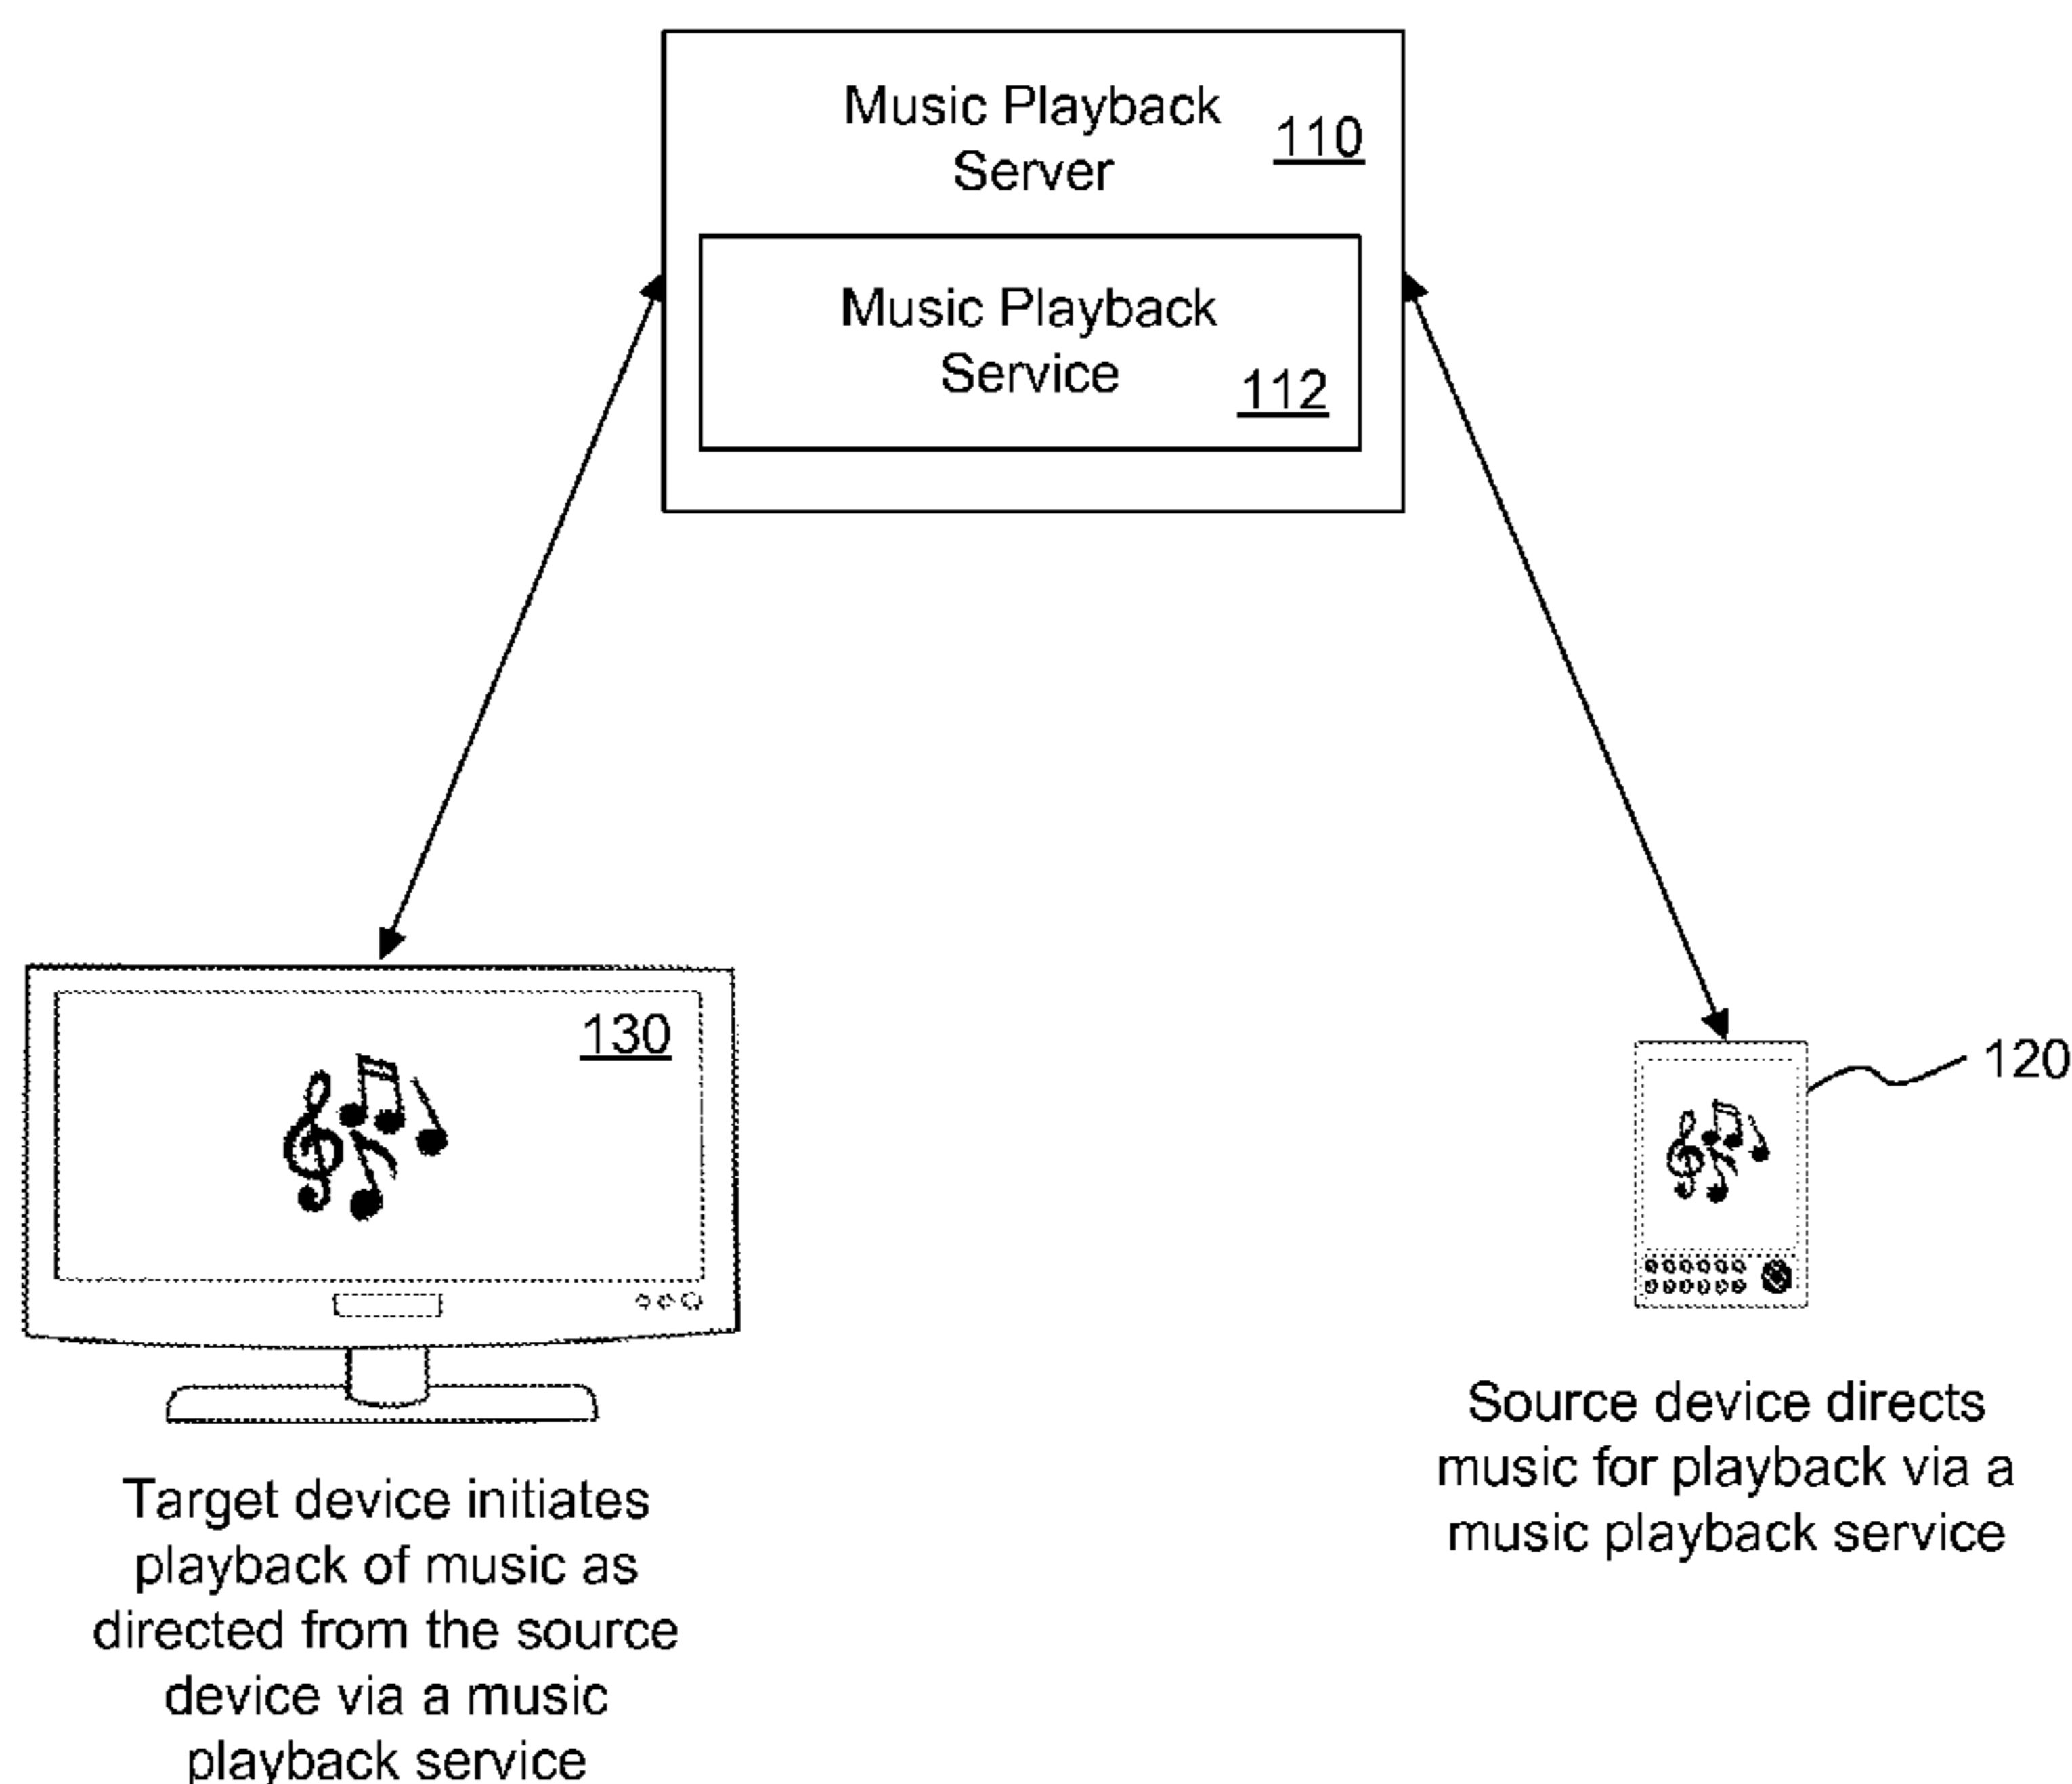 Music Playback
Server
110
Music Playback
Service
112
130
120
Target device initiates
playback of music as
directed from the source
device via a music
playback service
Source device directs
music for playback via a
music playback service